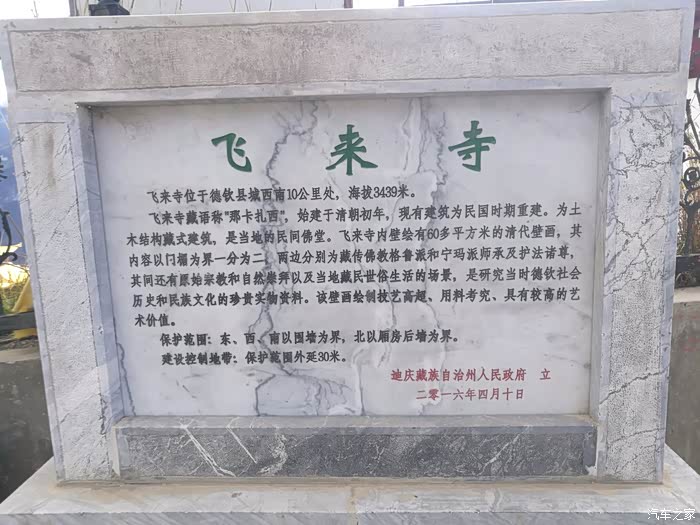 飞来寺
飞来寺位于德钦县城西南10公里处，海拔3439米。
飞来寺藏语称“那卡扎西”，始建于清朝初年，现有建筑为民国时期重建。为土
木结构藏式建筑，是当地的民间佛堂。飞来寺内壁绘有60多平方米的清代壁画，其
内容以门楣为界一分为二，两边分别为藏传佛教格鲁派和宁玛派师承及护法诸尊，
其间还有原始宗教和自然崇拜以及当地藏民世俗生活的场景，是研究当时德钦社会
历史和民族文化的珍贵实物资料。该壁画绘制技艺高超、用料考究、具有较高的艺
术价值。
保护范围：东、西、南以围墙为界，北以厢房后墙为界。
建设控制地带：保护范围外延30米。
迪庆藏族自治州人民政府 立
二零一六年四月十日
汽车之家